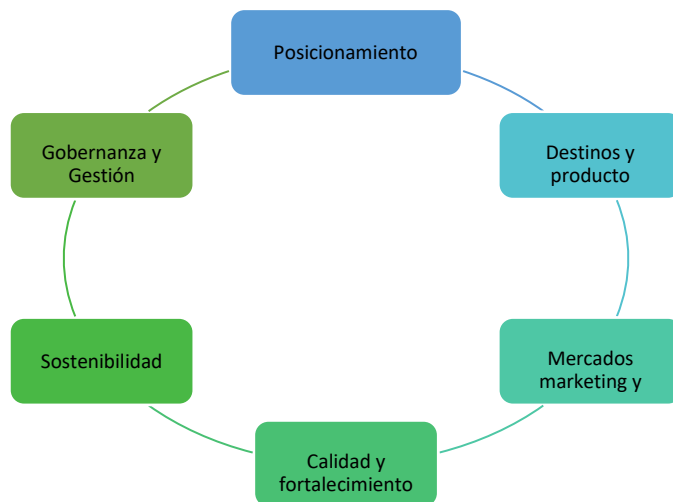 Posicionamiento
Destinos y
producto
Mercados
marketing y
Calidad y
fortalecimiento
Sostenibilidad
Gobernanza y
Gestión